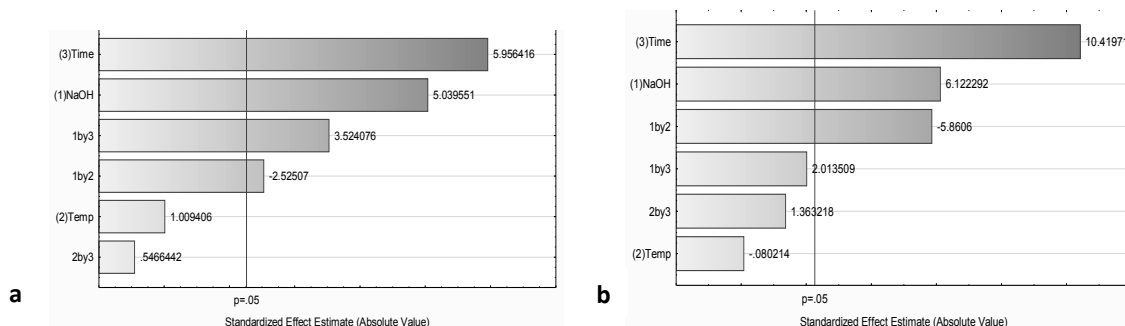 (3)Time 5.956416
(1)NaOH 5.039551
1by3 3.524076
1by2 -2.52507
(2)Temp 1.009406
2by3 .5466442
p=.05
Standardized Effect Estimate (Absolute Value)
a
(3)Time 10.41971
(1)NaOH 6.122292
1by2 -5.8606
1by3 2.013509
2by3 1.363218
(2)Temp -.080214
p=.05
Standardized Effect Estimate (Absolute Value)
b